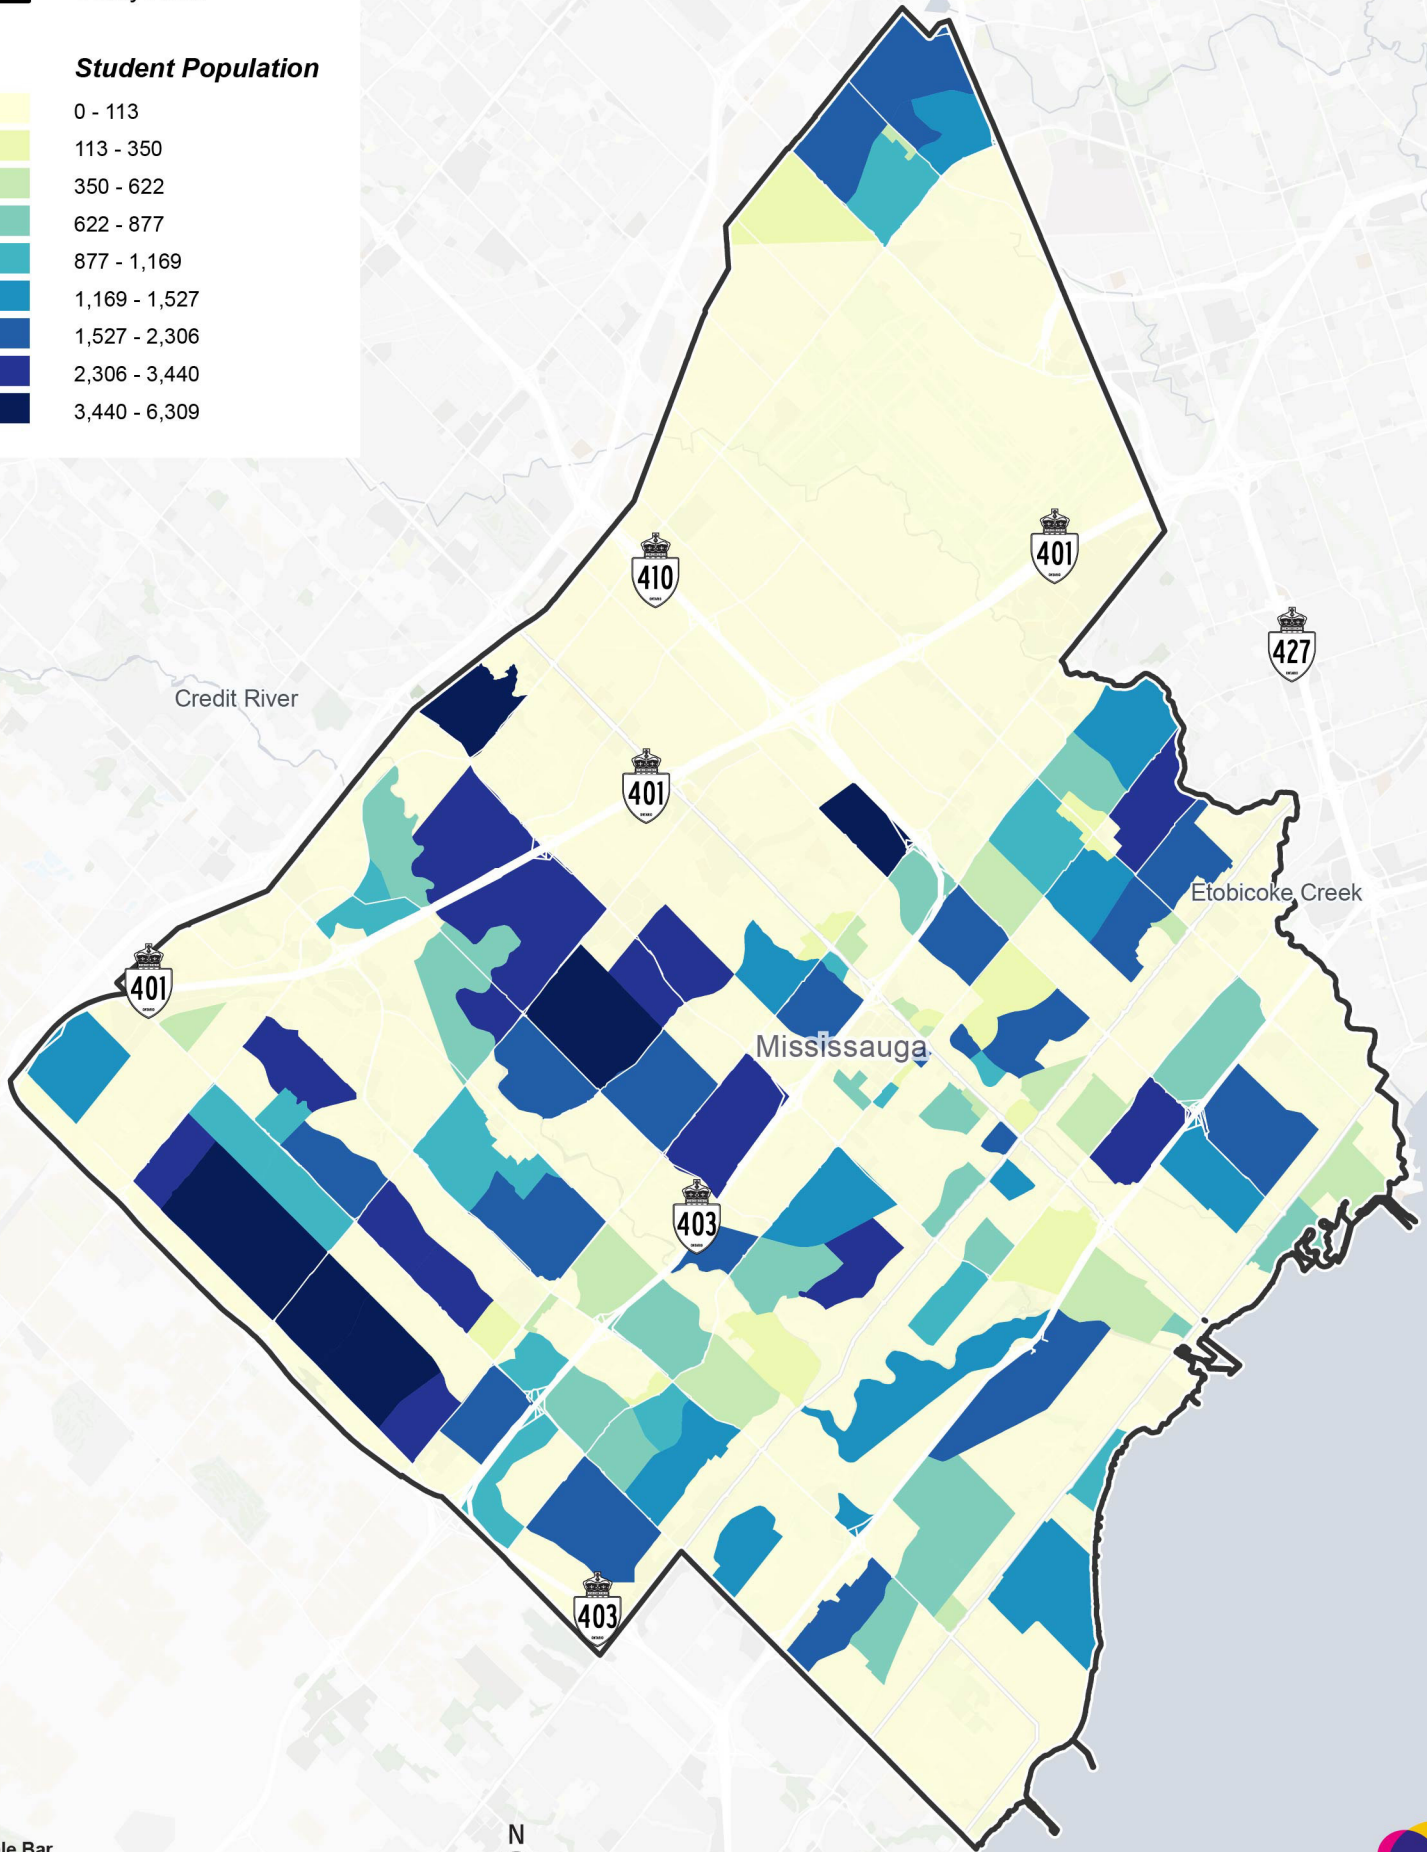 Student Population
0 - 113
113 - 350
350 - 622
622 - 877
877 - 1,169
1,169 - 1,527
1,527 - 2,306
2,306 - 3,440
3,440 - 6,309
401
410
427
Credit River
401
Etobicoke Creek
401
Mississauga
403
403
N
Bar